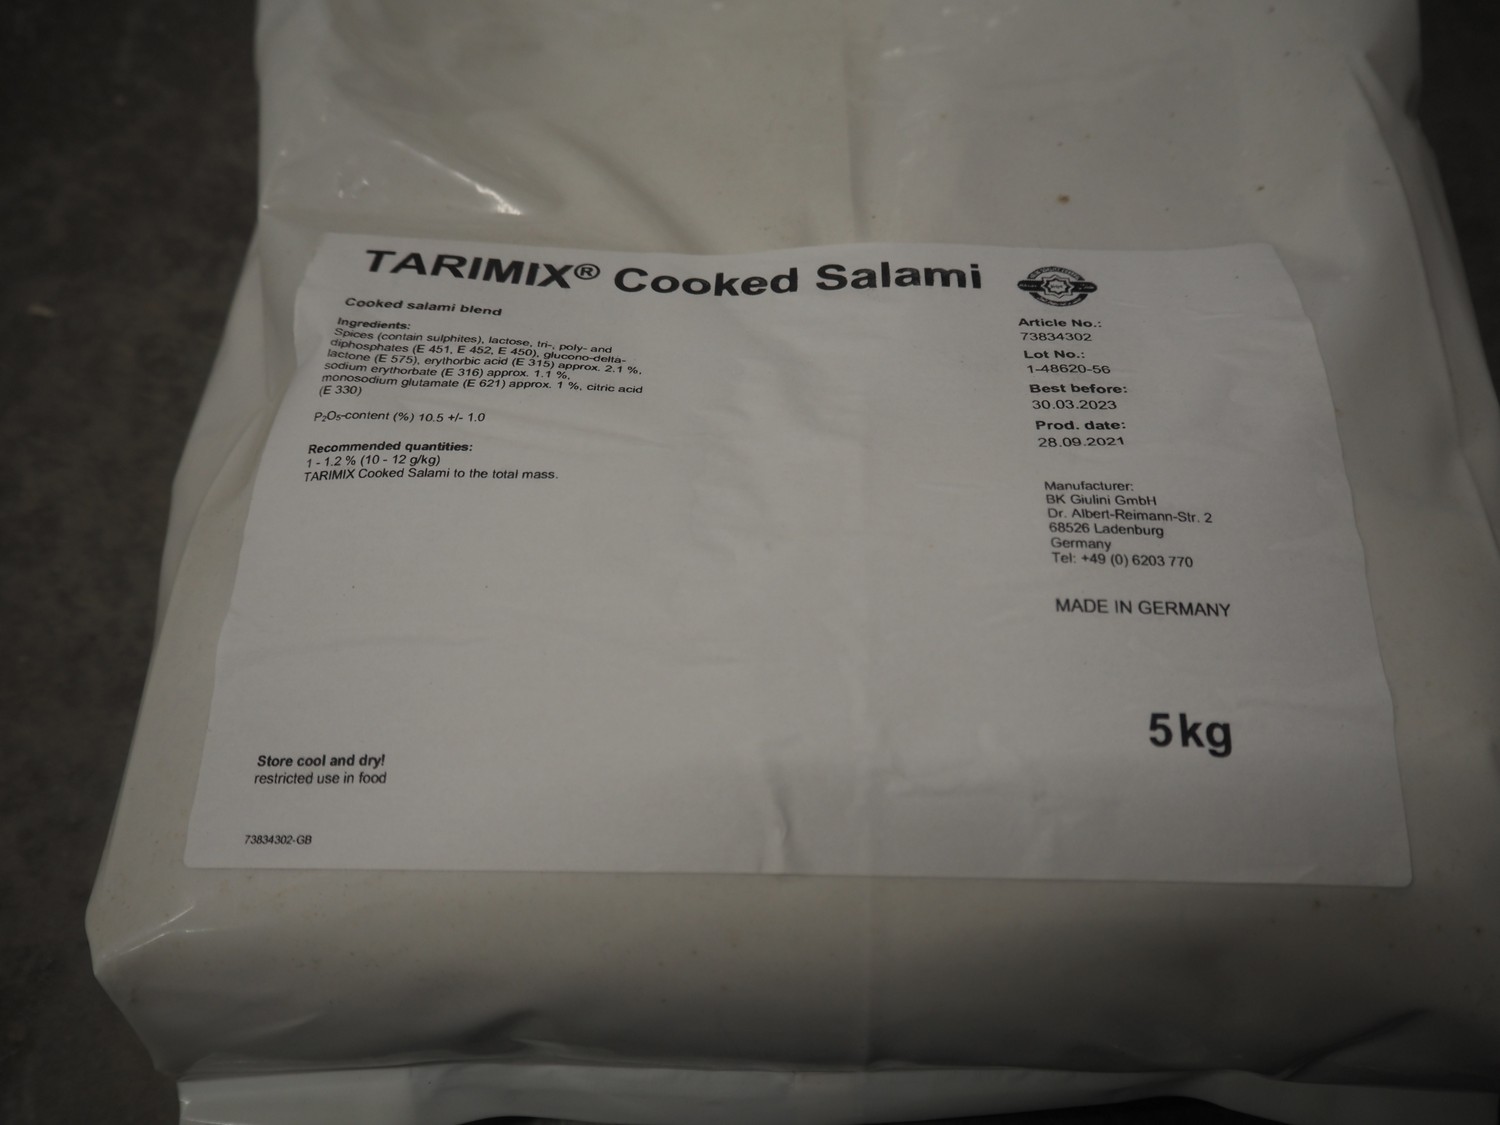 TARIMIX® Cooked Salami
Cooked salami blend
Ingredients:
Spices (contain sulphites), lactose, tri-, poly- and
diphosphates (E 451, E 452, E 450), glucono-delta-
lactone (E 575), erythorbic acid (E 315) approx. 2.1 %,
sodium erythorbate (E 316) approx. 1.1 %,
monosodium glutamate (E 621) approx. 1 %, citric acid
(E 330)
P₂O₅-content (%) 10.5 +/- 1.0
Recommended quantities:
1 - 1.2 % (10 - 12 g/kg)
TARIMIX Cooked Salami to the total mass.
Store cool and dry!
restricted use in food
73834302-GB
Article No.:
73834302
Lot No.:
1-48620-56
Best before:
30.03.2023
Prod. date:
28.09.2021
Manufacturer:
BK Giulini GmbH
Dr. Albert-Reimann-Str. 2
68526 Ladenburg
Germany
Tel: +49 (0) 6203 770
MADE IN GERMANY
5kg